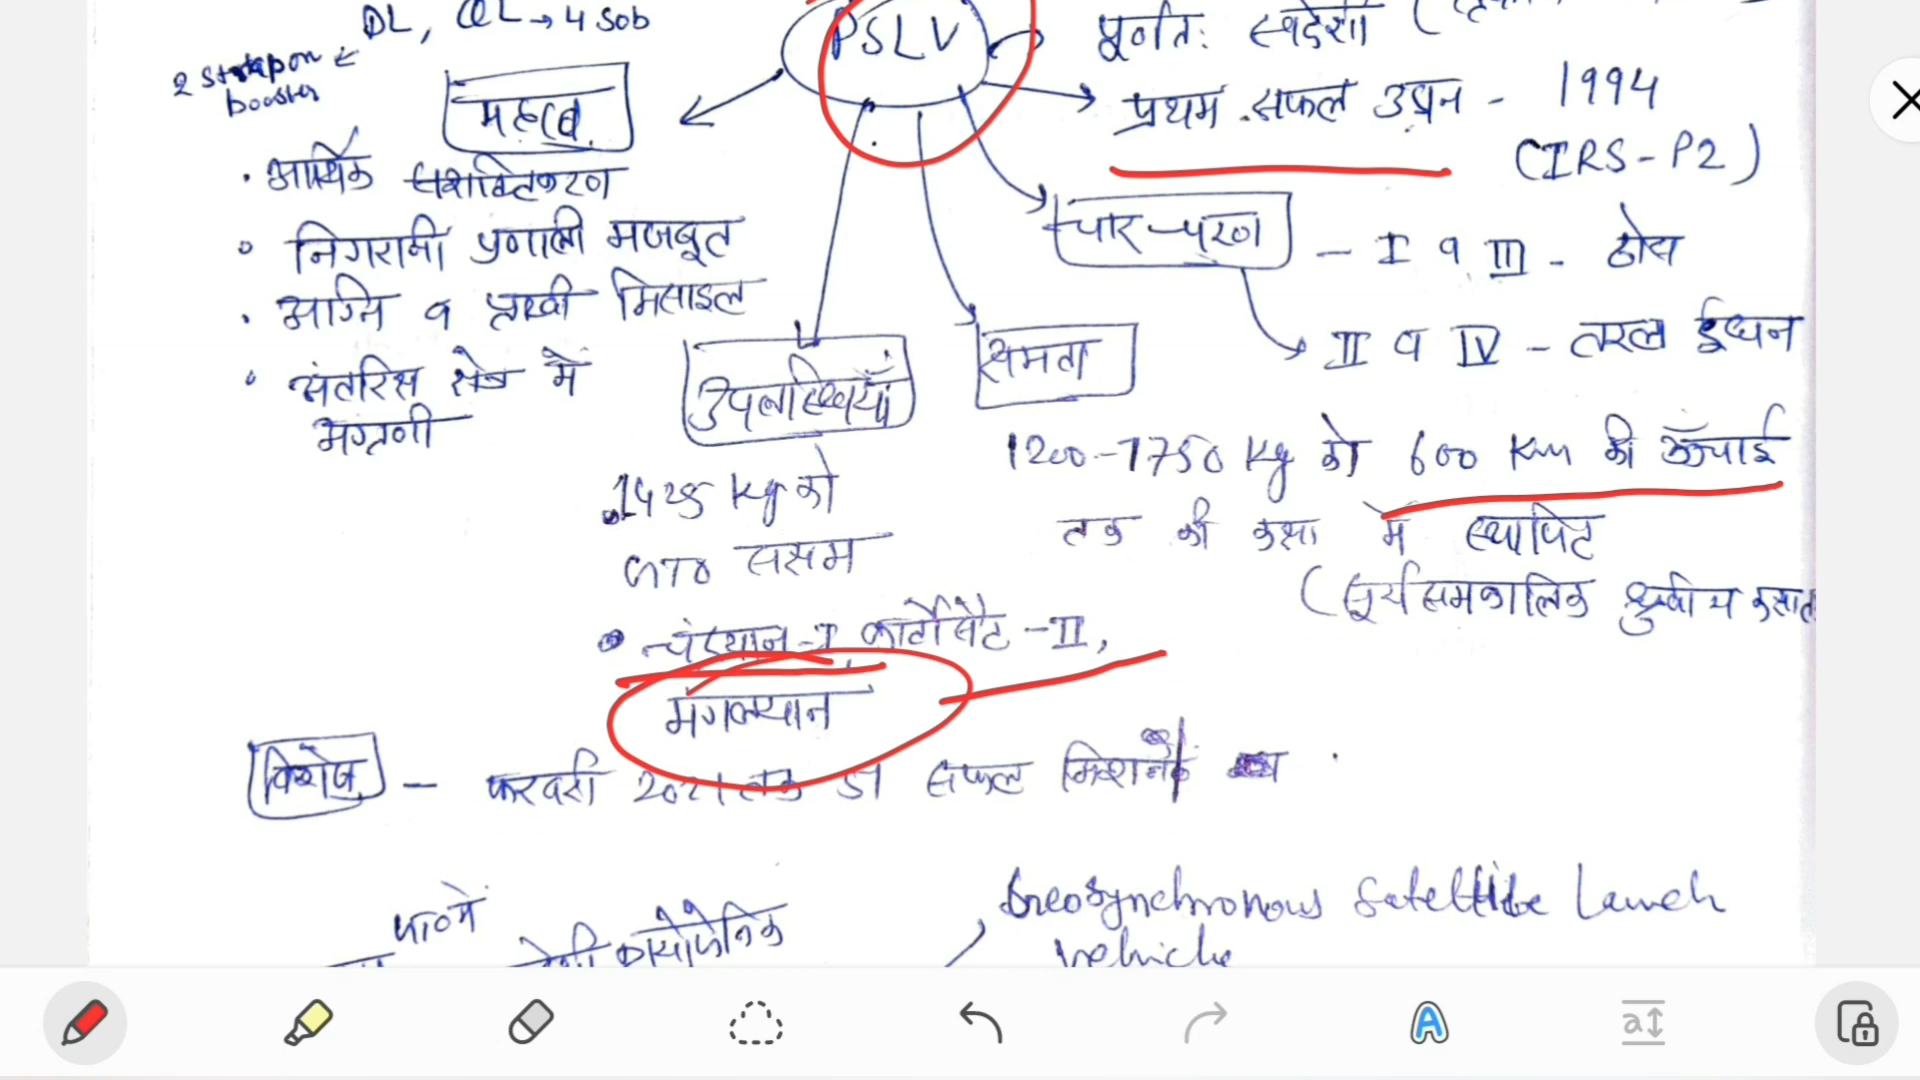 DL, QL → 4 SOB
2 strapon
booster
PSLV
पूर्णतः स्वदेशी (
प्रथम सफल उड़ान - 1994
(IRS-P2)
महत्व
• आर्थिक सशक्तिकरण
• निगरानी प्रणाली मजबूत
• अग्नि व पृथ्वी मिसाइल
• अंतरिक्ष क्षेत्र में
अग्रणी
चार-चरण - I व III - ठोस
II व IV - तरल ईंधन
उपलब्धियाँ
क्षमता
1200-1750 Kg को 600 Km की ऊँचाई
तक की कक्षा में स्थापित
(सूर्य समकालिक ध्रुवीय कक्षा
1425 kg को
GTO सक्षम
• चंद्रयान-I कार्टोसैट-II,
मंगलयान
विशेष - फरवरी 2021 तक 51 सफल मिशन
Geosynchronous Satellite Launch
Vehicle
क्रायोजेनिक
A
a